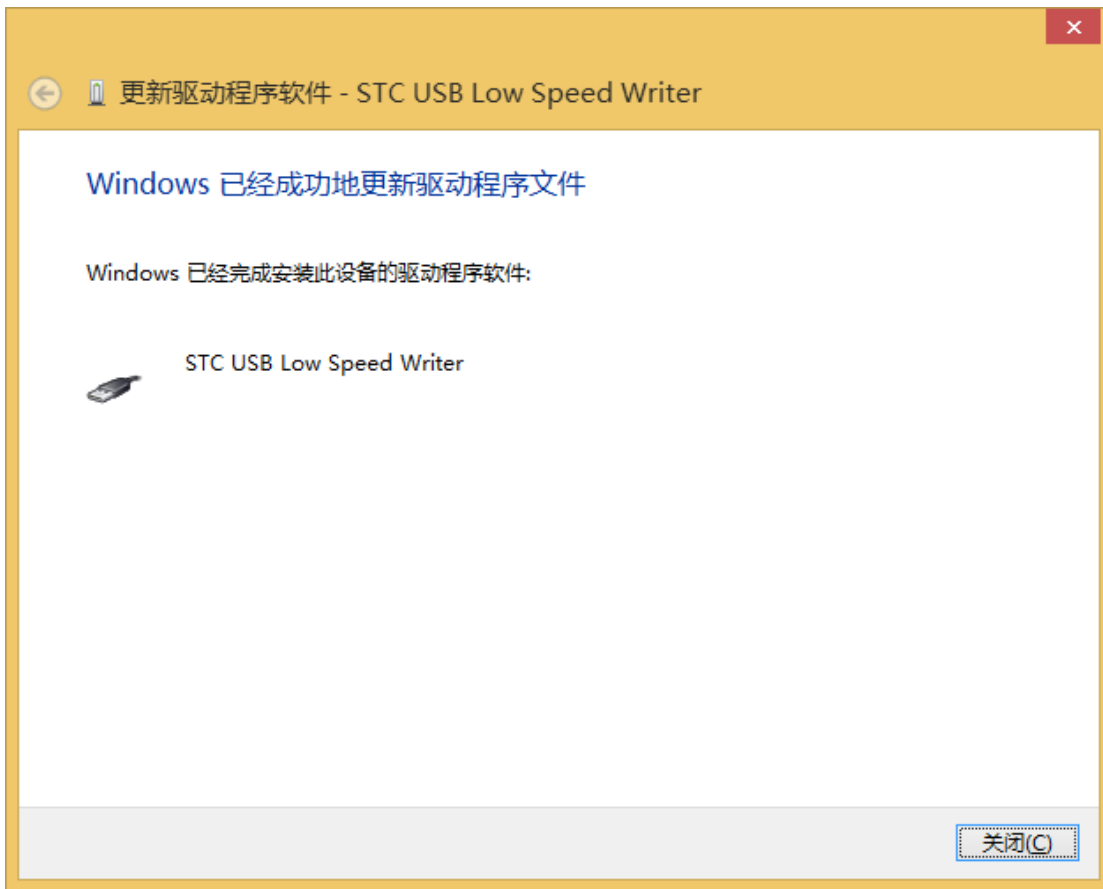 更新驱动程序软件 - STC USB Low Speed Writer
Windows 已经成功地更新驱动程序文件
Windows 已经完成安装此设备的驱动程序软件:
STC USB Low Speed Writer
关闭(C)